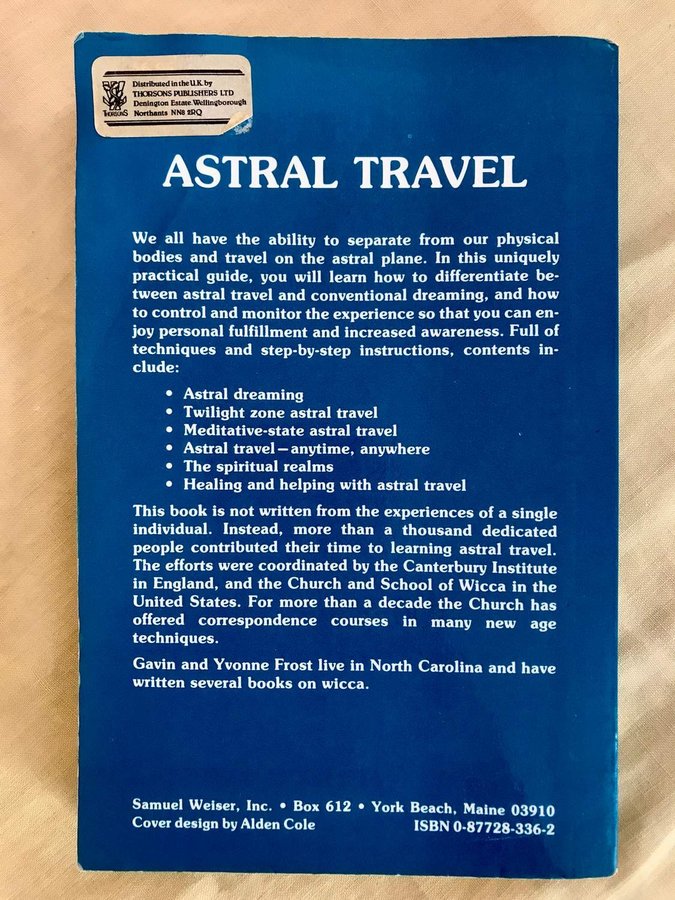 Distributed in the U.K. by
THORSONS PUBLISHERS LTD
Denington Estate. Wellingborough
Northants NN8 2RQ
THORSONS
ASTRAL TRAVEL
We all have the ability to separate from our physical
bodies and travel on the astral plane. In this uniquely
practical guide, you will learn how to differentiate be-
tween astral travel and conventional dreaming, and how
to control and monitor the experience so that you can en-
joy personal fulfillment and increased awareness. Full of
techniques and step-by-step instructions, contents in-
clude:
• Astral dreaming
• Twilight zone astral travel
• Meditative-state astral travel
• Astral travel—anytime, anywhere
• The spiritual realms
• Healing and helping with astral travel
This book is not written from the experiences of a single
individual. Instead, more than a thousand dedicated
people contributed their time to learning astral travel.
The efforts were coordinated by the Canterbury Institute
in England, and the Church and School of Wicca in the
United States. For more than a decade the Church has
offered correspondence courses in many new age
techniques.
Gavin and Yvonne Frost live in North Carolina and have
written several books on wicca.
Samuel Weiser, Inc. • Box 612 • York Beach, Maine 03910
Cover design by Alden Cole ISBN 0-87728-336-2